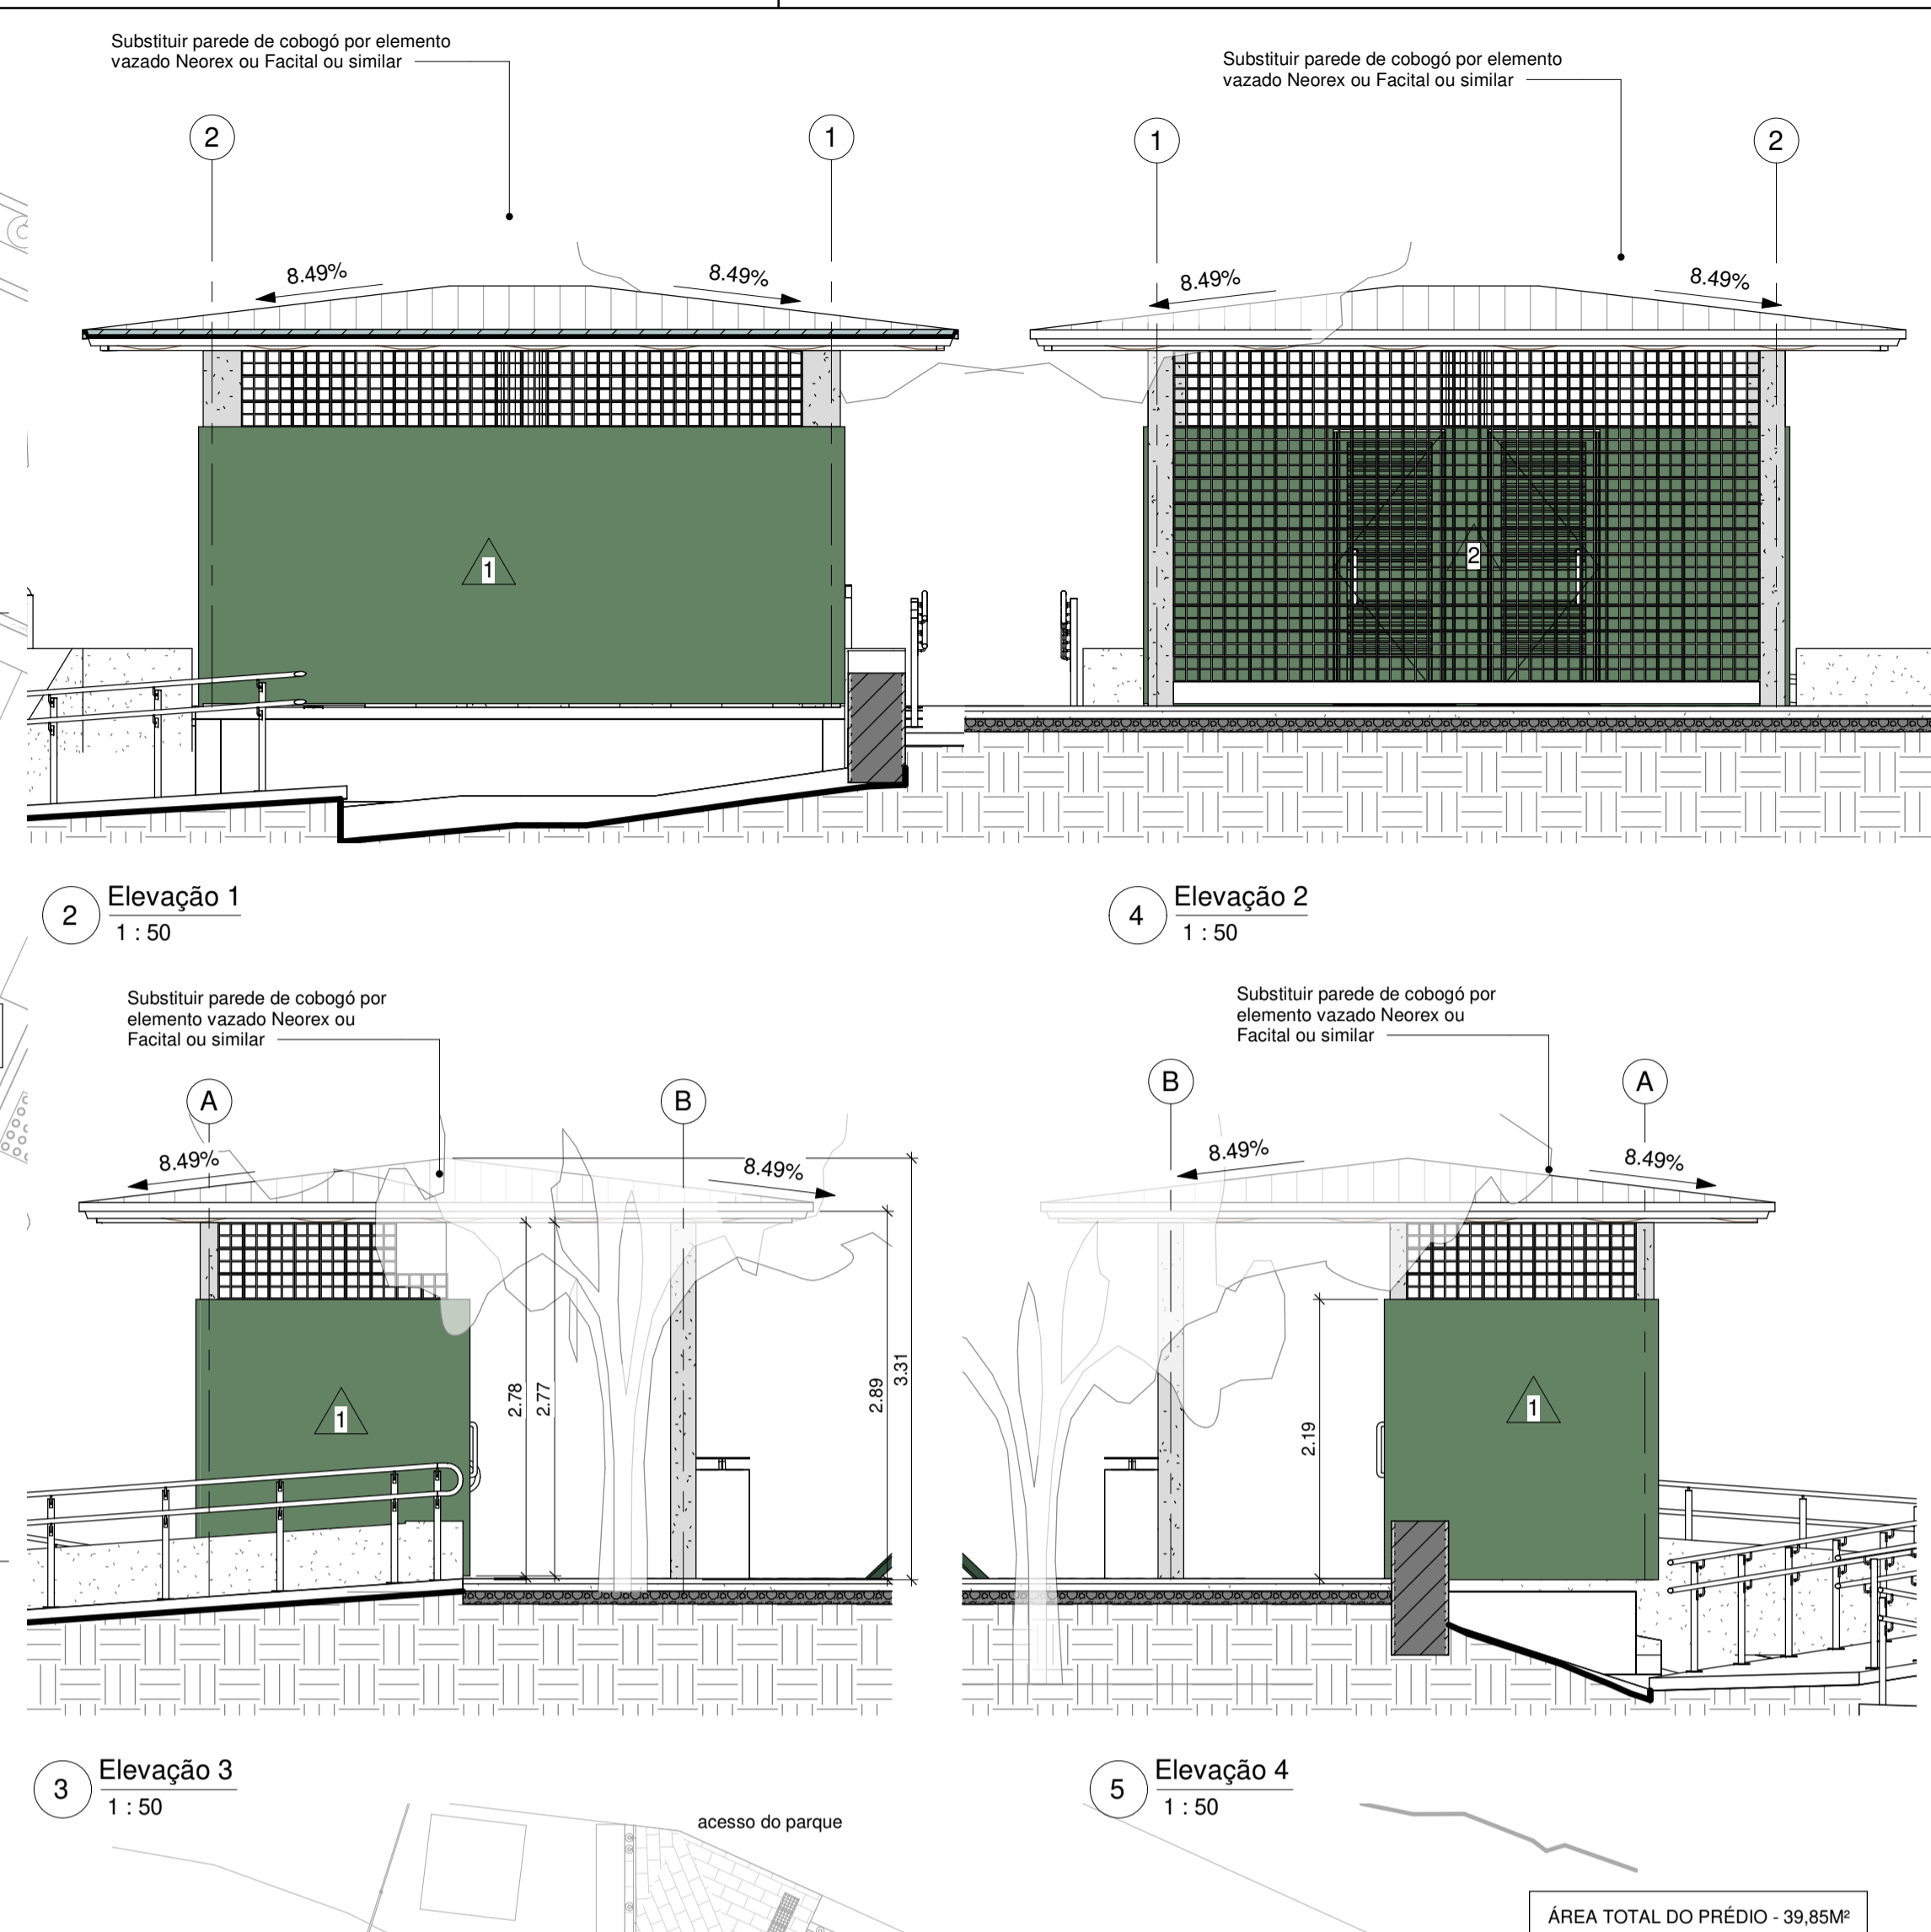 Substituir parede de cobogó por elemento
vazado Neorex ou Facital ou similar
2
1
8.49%
8.49%
1
2 Elevação 1
1 : 50
Substituir parede de cobogó por elemento
vazado Neorex ou Facital ou similar
1
2
8.49%
8.49%
2
4 Elevação 2
1 : 50
Substituir parede de cobogó por
elemento vazado Neorex ou
Facital ou similar
A
B
8.49%
8.49%
1
2.78
2.77
2.89
3.31
3 Elevação 3
1 : 50
Substituir parede de cobogó por
elemento vazado Neorex ou
Facital ou similar
B
A
8.49%
8.49%
2.19
1
5 Elevação 4
1 : 50
acesso do parque
ÁREA TOTAL DO PRÉDIO - 39,85M²